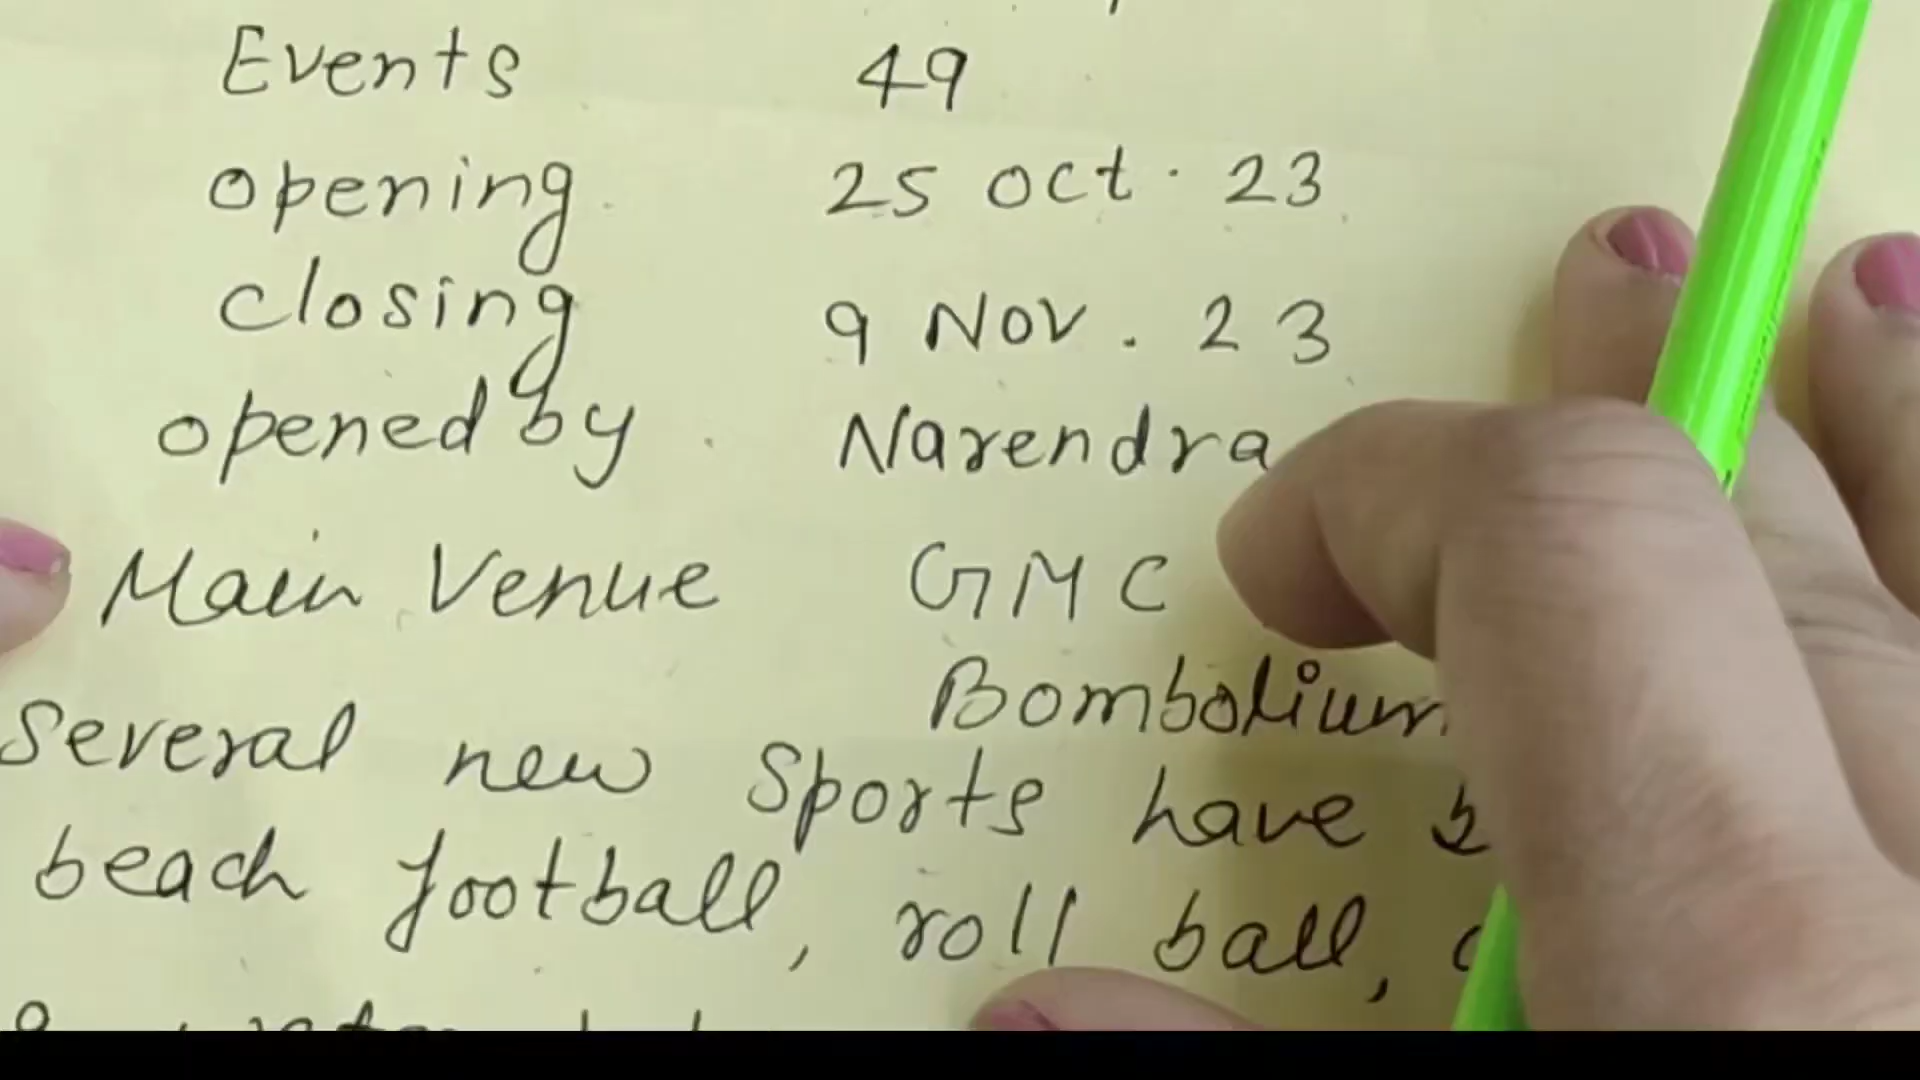 Events 49
opening 25 oct. 23
closing 9 Nov. 23
opened by Narendra
Main Venue GMC
Bombolium
Several new Sports have
beach football, roll ball,